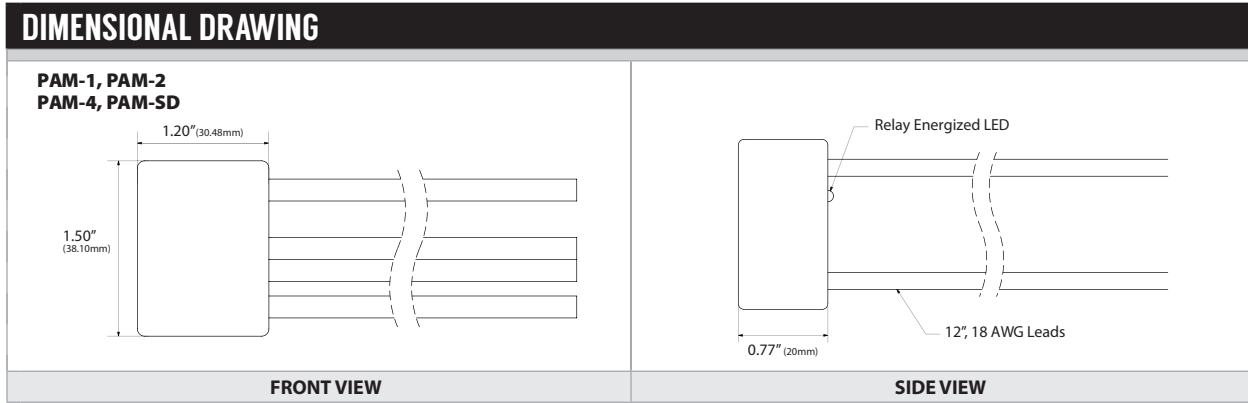 DIMENSIONAL DRAWING
PAM-1, PAM-2
PAM-4, PAM-SD
1.20” (30.48mm)
1.50”
(38.10mm)
FRONT VIEW
Relay Energized LED
12”, 18 AWG Leads
0.77” (20mm)
SIDE VIEW